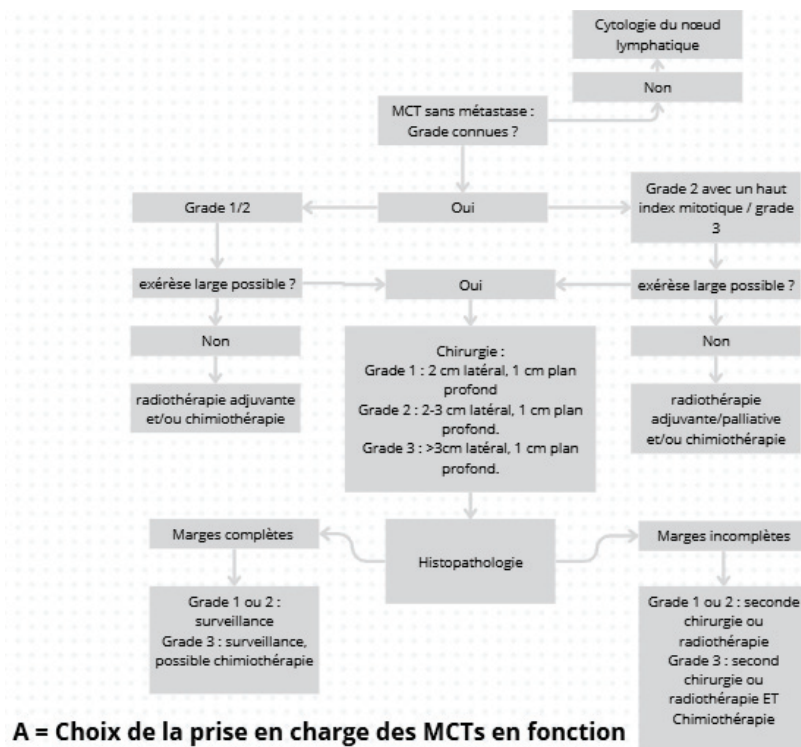 Cytologie du nœud
lymphatique
Non
MCT sans métastase :
Grade connues ?
Grade 1/2
Oui
Grade 2 avec un haut
index mitotique / grade
3
exérèse large possible ?
Oui
exérèse large possible ?
Non
Chirurgie :
Grade 1 : 2 cm latéral, 1 cm plan
profond
Grade 2 : 2-3 cm latéral, 1 cm plan
profond.
Grade 3 : >3cm latéral, 1 cm plan
profond.
Non
radiothérapie adjuvante
et/ou chimiothérapie
radiothérapie
adjuvante/palliative
et/ou chimiothérapie
Marges complètes
Histopathologie
Marges incomplètes
Grade 1 ou 2 :
surveillance
Grade 3 : surveillance,
possible chimiothérapie
Grade 1 ou 2 : seconde
chirurgie ou
radiothérapie
Grade 3 : second
chirurgie ou
radiothérapie ET
Chimiothérapie
A = Choix de la prise en charge des MCTs en fonction